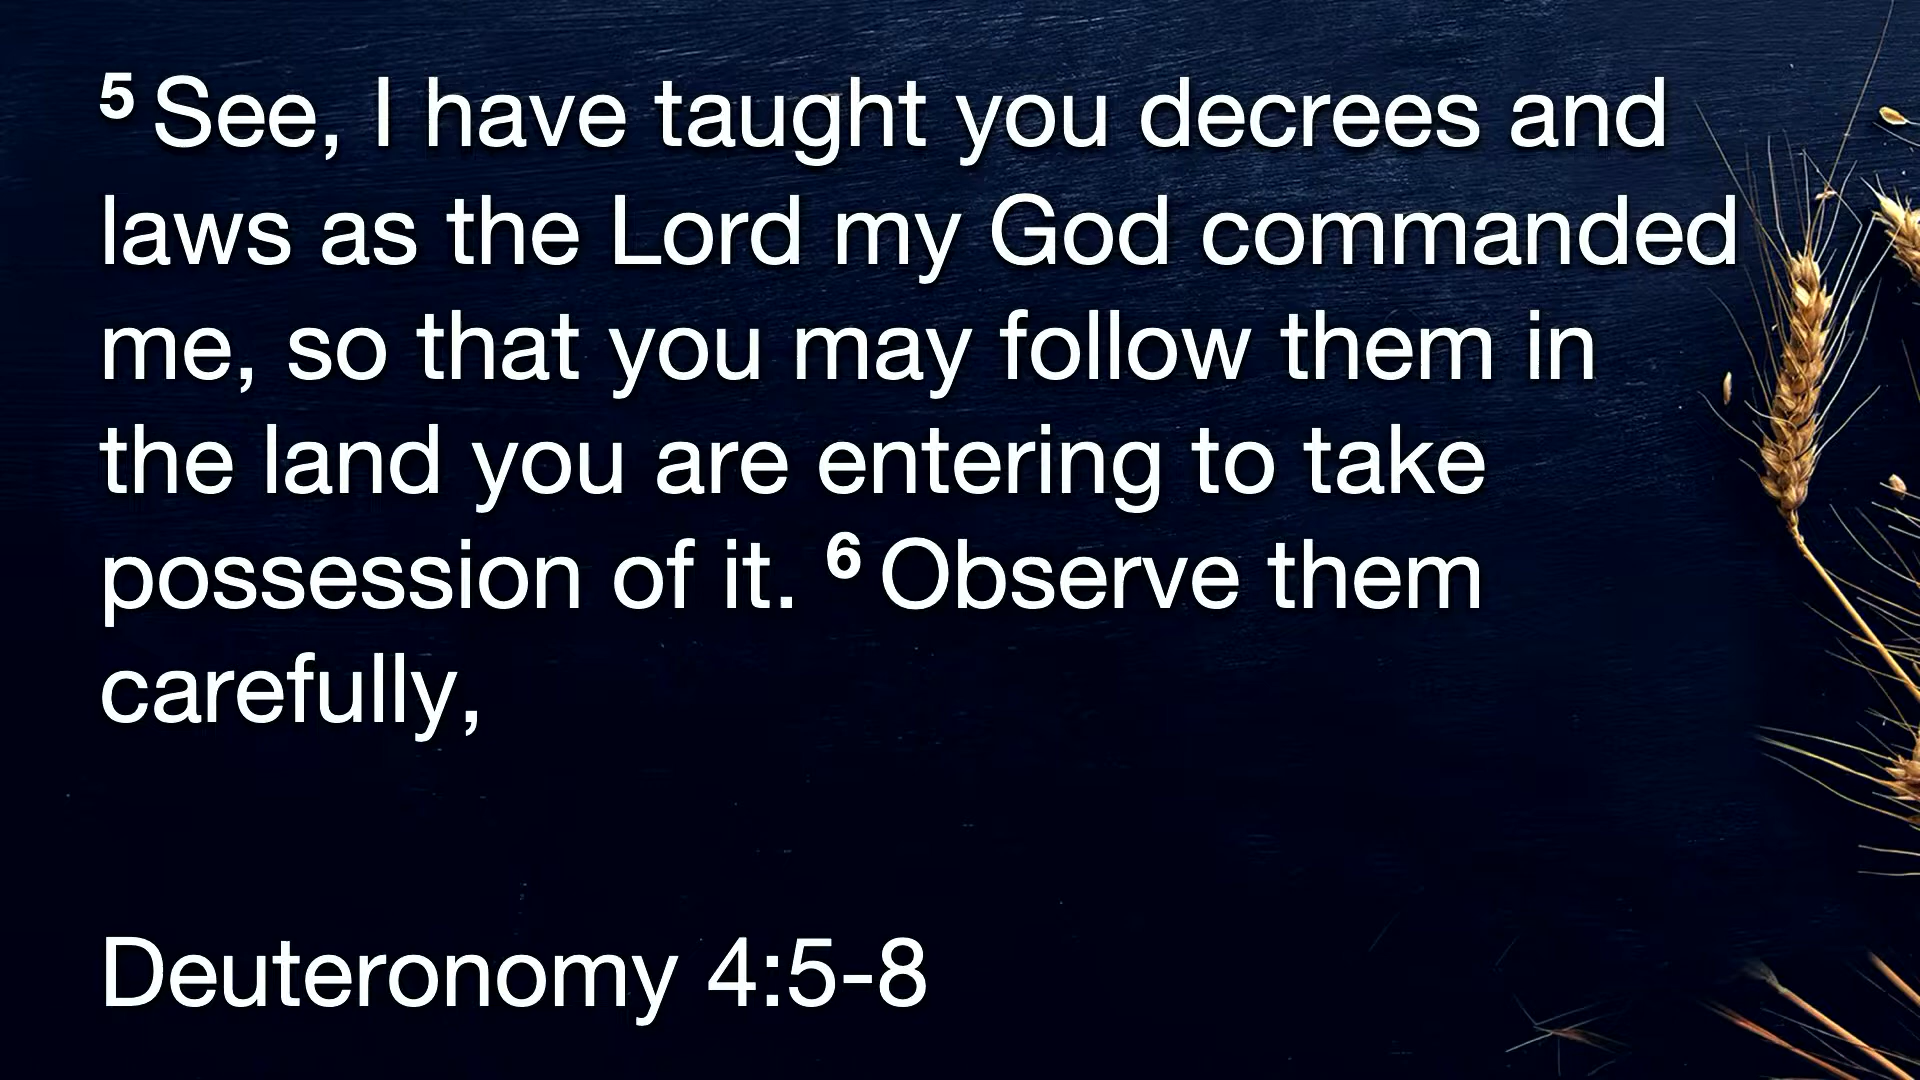 5 See, I have taught you decrees and
laws as the Lord my God commanded
me, so that you may follow them in
the land you are entering to take
possession of it. 6 Observe them
carefully,
Deuteronomy 4:5-8